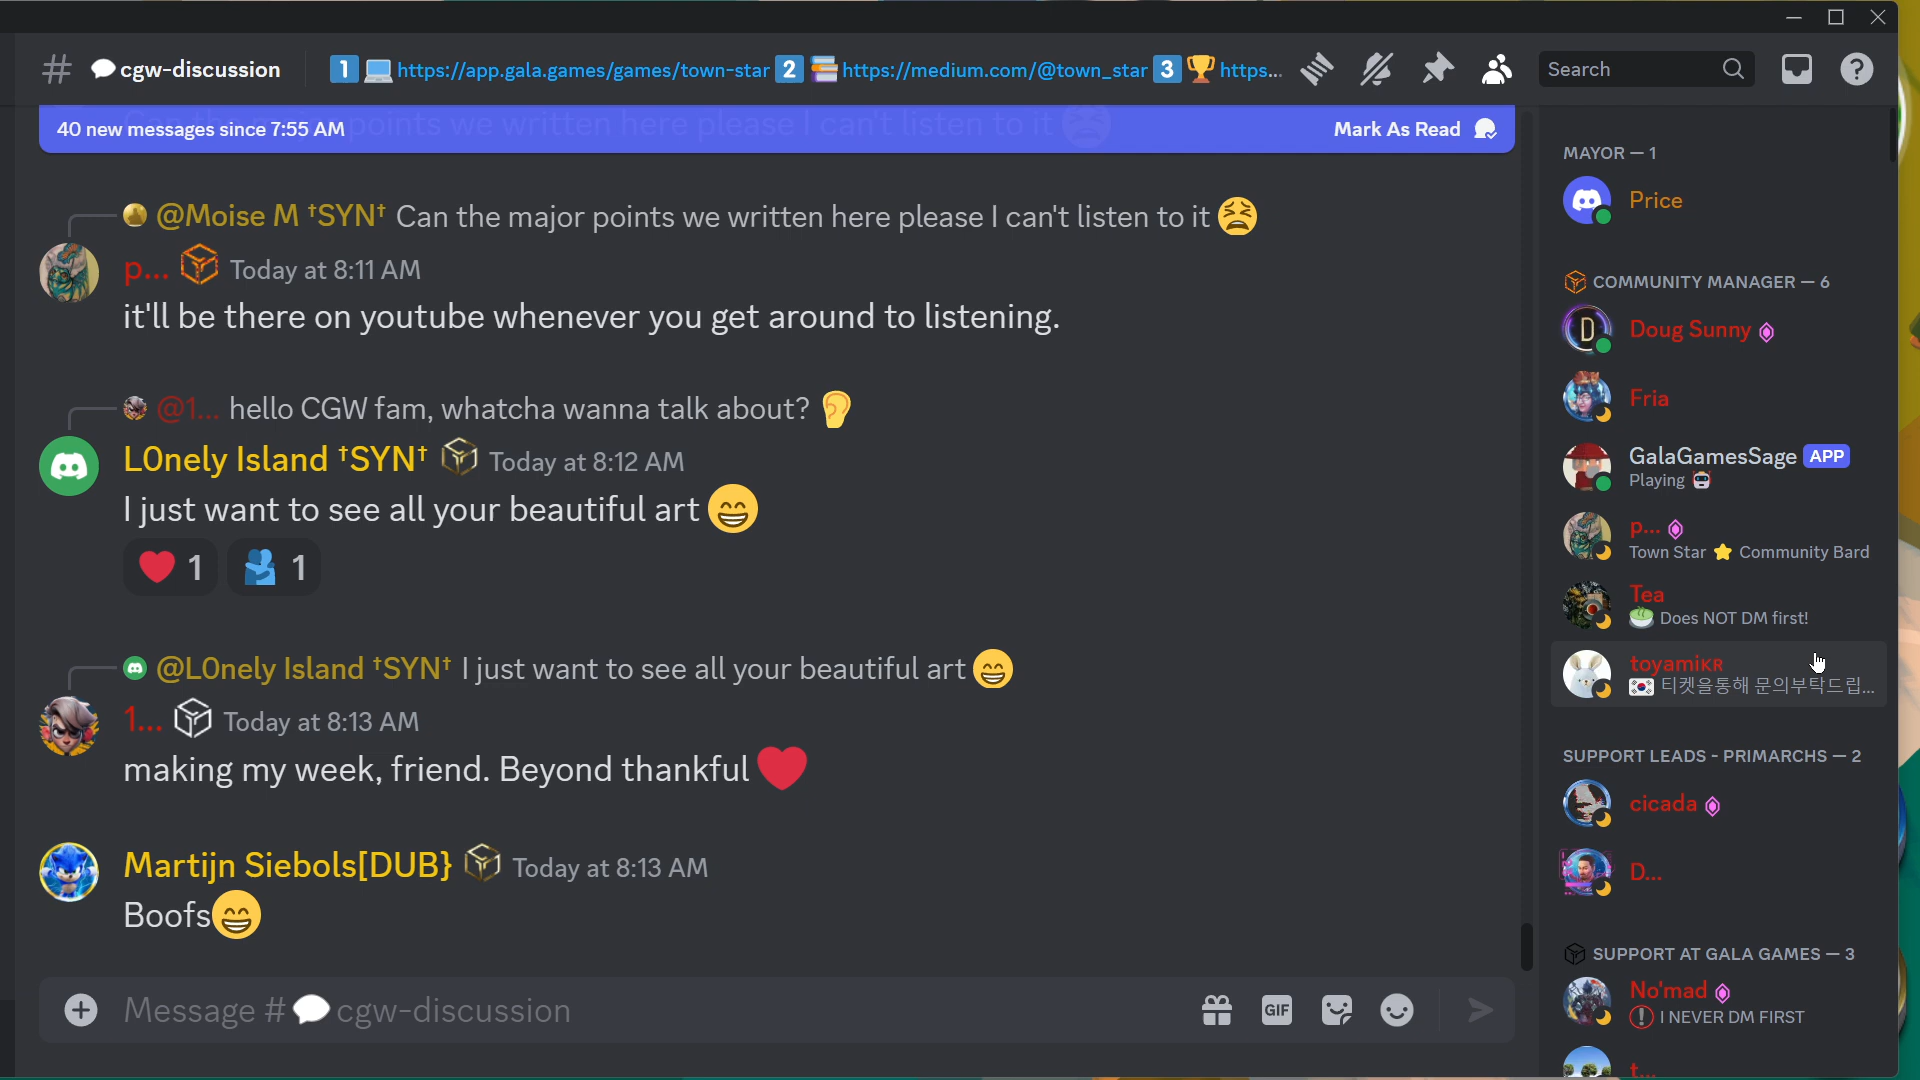 cgw-discussion
1 https://app.gala.games/games/town-star 2 https://medium.com/@town_star 3 https...
Search
40 new messages since 7:55 AM
Mark As Read
@Moise M †SYN† Can the major points we written here please I can't listen to it
p... Today at 8:11 AM
it'll be there on youtube whenever you get around to listening.
@1... hello CGW fam, whatcha wanna talk about?
L0nely Island †SYN† Today at 8:12 AM
I just want to see all your beautiful art
1 1
@L0nely Island †SYN† I just want to see all your beautiful art
1... Today at 8:13 AM
making my week, friend. Beyond thankful
Martijn Siebols[DUB} Today at 8:13 AM
Boofs
Message # cgw-discussion
GIF
MAYOR — 1
Price
COMMUNITY MANAGER — 6
Doug Sunny
Fria
GalaGamesSage APP
Playing
p...
Town Star Community Bard
Tea
Does NOT DM first!
toyamiKR
티켓을통해 문의부탁드립...
SUPPORT LEADS - PRIMARCHS — 2
cicada
D...
SUPPORT AT GALA GAMES — 3
No'mad
I NEVER DM FIRST
t...